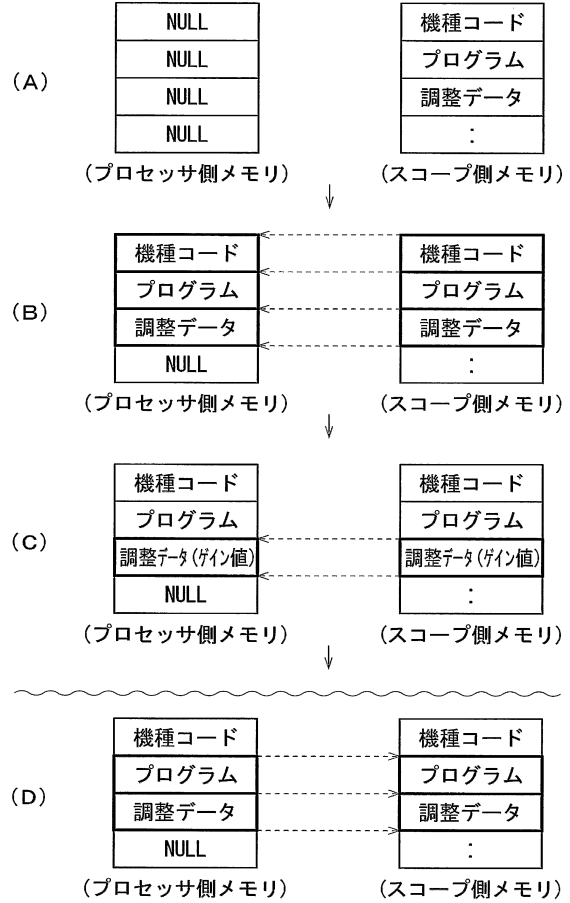 NULL 機種コード
NULL プログラム
(A) NULL 調整データ
NULL :
(プロセッサ側メモリ) (スコープ側メモリ)
機種コード 機種コード
プログラム プログラム
(B) 調整データ 調整データ
NULL :
(プロセッサ側メモリ) (スコープ側メモリ)
機種コード 機種コード
プログラム プログラム
(C) 調整データ(ゲイン値) 調整データ(ゲイン値)
NULL :
(プロセッサ側メモリ) (スコープ側メモリ)
機種コード 機種コード
プログラム プログラム
(D) 調整データ 調整データ
NULL :
(プロセッサ側メモリ) (スコープ側メモリ)